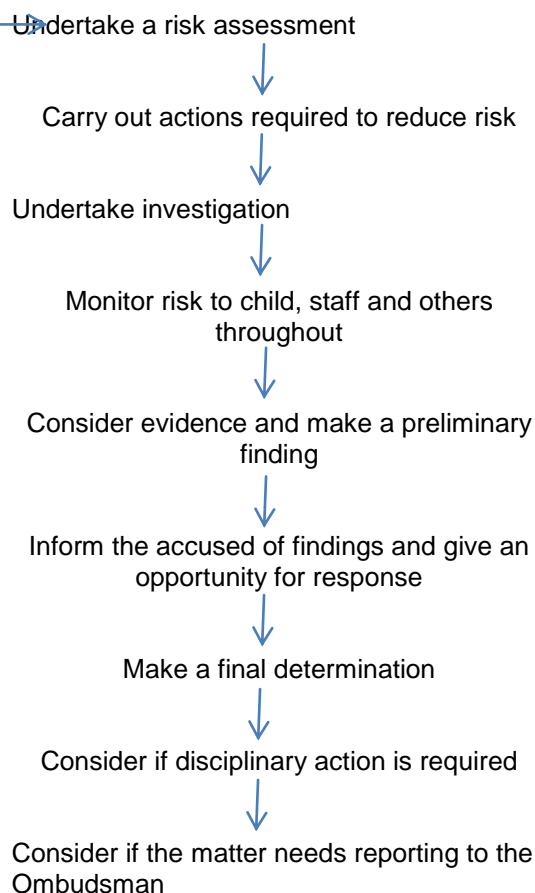 Undertake a risk assessment
Carry out actions required to reduce risk
Undertake investigation
Monitor risk to child, staff and others
throughout
Consider evidence and make a preliminary
finding
Inform the accused of findings and give an
opportunity for response
Make a final determination
Consider if disciplinary action is required
Consider if the matter needs reporting to the
Ombudsman